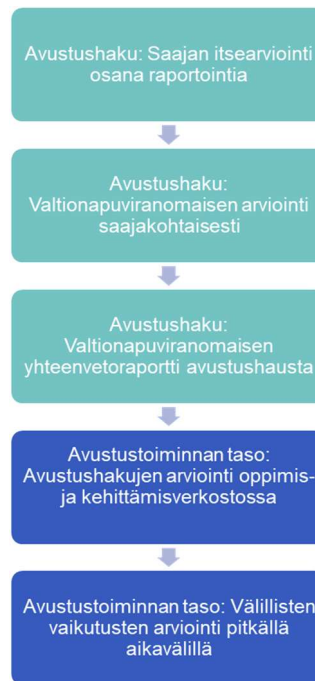 Avustushaku: Saajan itsearviointi
osana raportointia
Avustushaku:
Valtionapuviranomaisen arviointi
saajakohtaisesti
Avustushaku:
Valtionapuviranomaisen
yhteenvetoraportti avustushausta
Avustustoiminnan taso:
Avustushakujen arviointi oppimis-
ja kehittämisverkostossa
Avustustoiminnan taso: Välillisten
vaikutusten arviointi pitkällä
aikavälillä